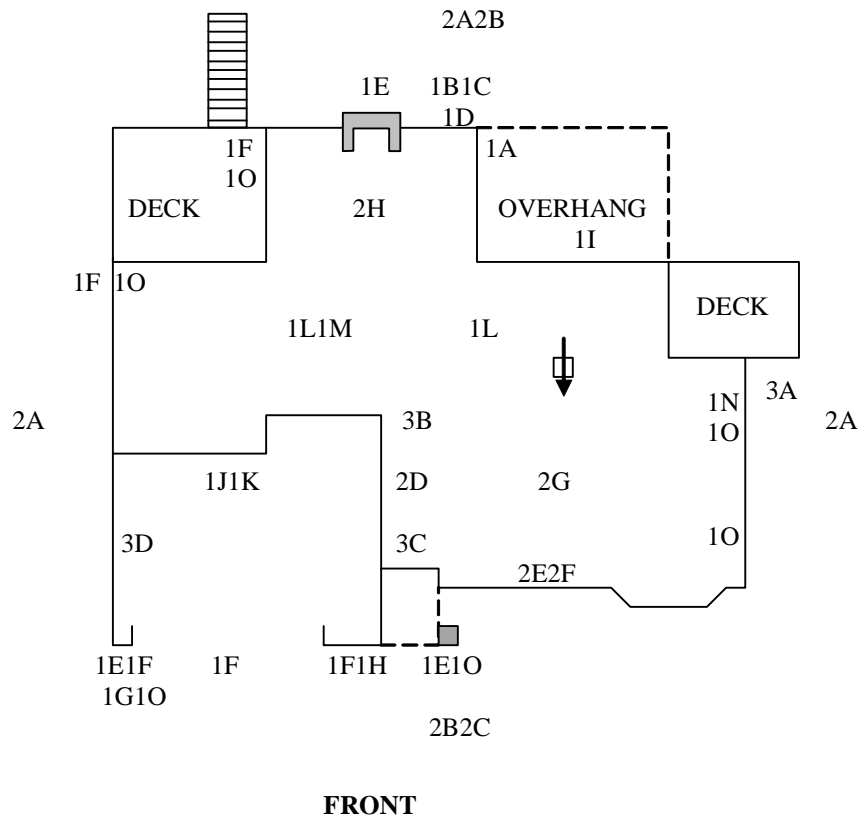 2A2B
1E 1B1C
1D
1F 1A
1O
DECK 2H OVERHANG
1I
1F 1O
DECK
1L1M 1L
3A
1N
2A 3B 1O 2A
1J1K 2D 2G
3D 3C 1O
2E2F
1E1F 1F 1F1H 1E1O
1G1O
2B2C
FRONT